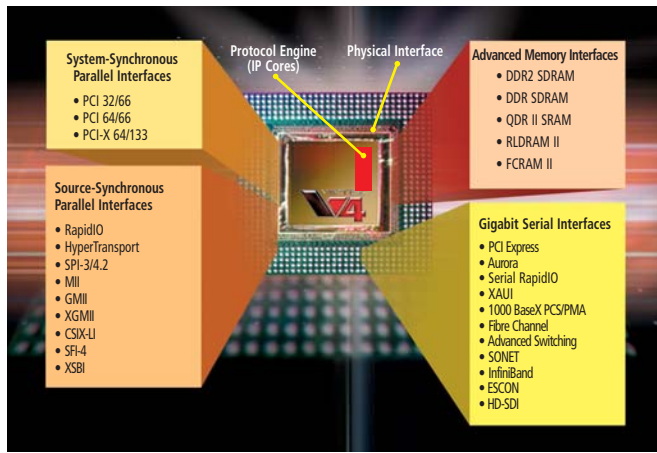 System-Synchronous
Parallel Interfaces
• PCI 32/66
• PCI 64/66
• PCI-X 64/133
Protocol Engine
(IP Cores)
Physical Interface
Advanced Memory Interfaces
• DDR2 SDRAM
• DDR SDRAM
• QDR II SRAM
• RLDRAM II
• FCRAM II
Source-Synchronous
Parallel Interfaces
• RapidIO
• HyperTransport
• SPI-3/4.2
• MII
• GMII
• XGMII
• CSIX-LI
• SFI-4
• XSBI
V4
Gigabit Serial Interfaces
• PCI Express
• Aurora
• Serial RapidIO
• XAUI
• 1000 BaseX PCS/PMA
• Fibre Channel
• Advanced Switching
• SONET
• InfiniBand
• ESCON
• HD-SDI